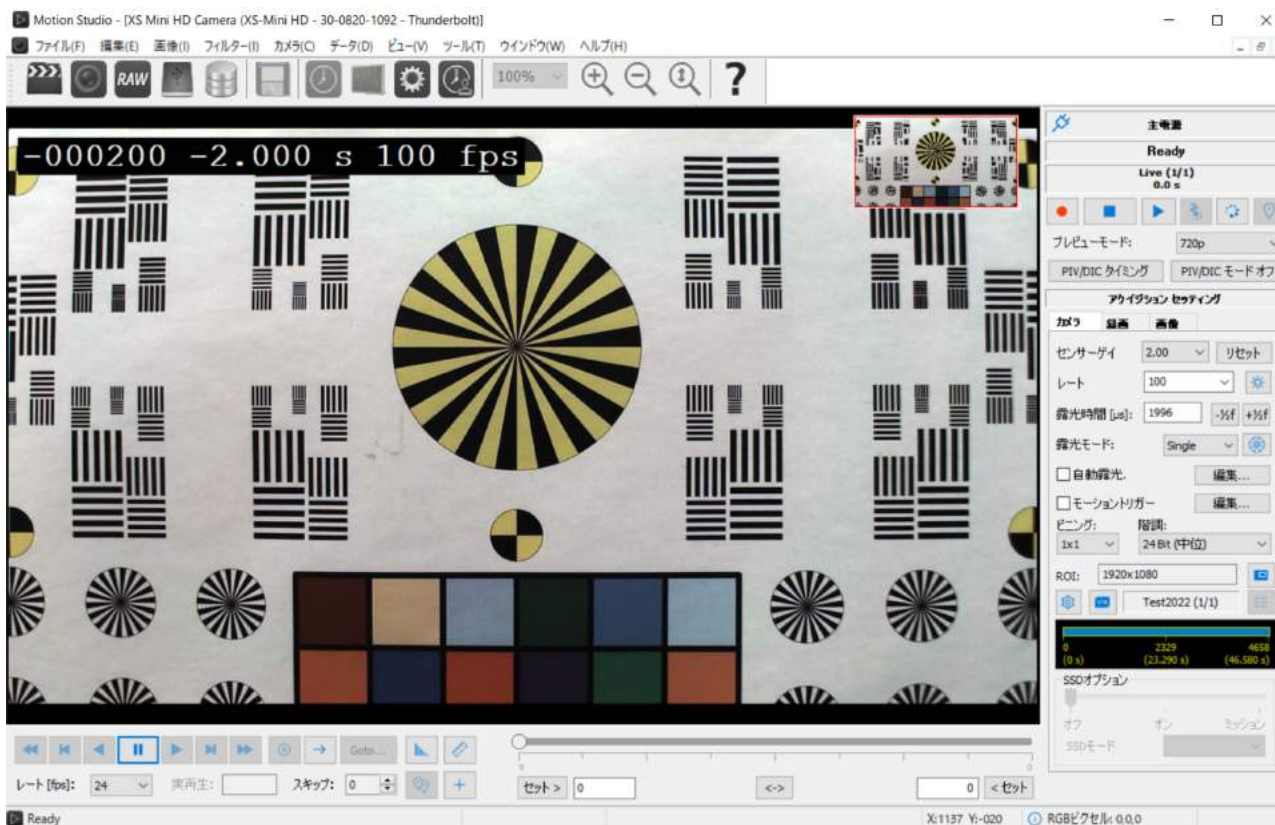 Motion Studio - [XS Mini HD Camera (XS-Mini HD - 30-0820-1092 - Thunderbolt)]
ファイル(F) 編集(E) 画像(I) フィルター(I) カメラ(C) データ(D) ビュー(V) ツール(T) ウインドウ(W) ヘルプ(H)
RAW 100% ?
-000200 -2.000 s 100 fps
主電源
Ready
Live (1/1)
0.0 s
プレビューモード: 720p
PIV/DIC タイミング PIV/DIC モード オフ
アクイジション セッティング
カメラ 録画 画像
センサーゲイ 2.00 リセット
レート 100
露光時間 [µs]: 1996 -½f +½f
露光モード: Single
自動露光. 編集...
モーショントリガー 編集...
ビニング: 階調:
1x1 24 Bit (中位)
ROI: 1920x1080
Test2022 (1/1)
0 2329 4658
(0 s) (23.290 s) (46.580 s)
SSDオプション
オフ オン ミッション
SSDモード
Goto...
0 0
レート [fps]: 24 実再生: スキップ: 0 セット > 0 <-> 0 < セット
Ready X:1137 Y:-020 RGBピクセル: 0,0,0